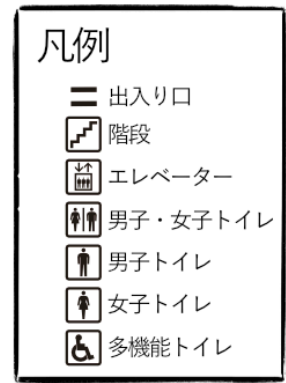 凡例
出入り口
階段
エレベーター
男子・女子トイレ
男子トイレ
女子トイレ
多機能トイレ